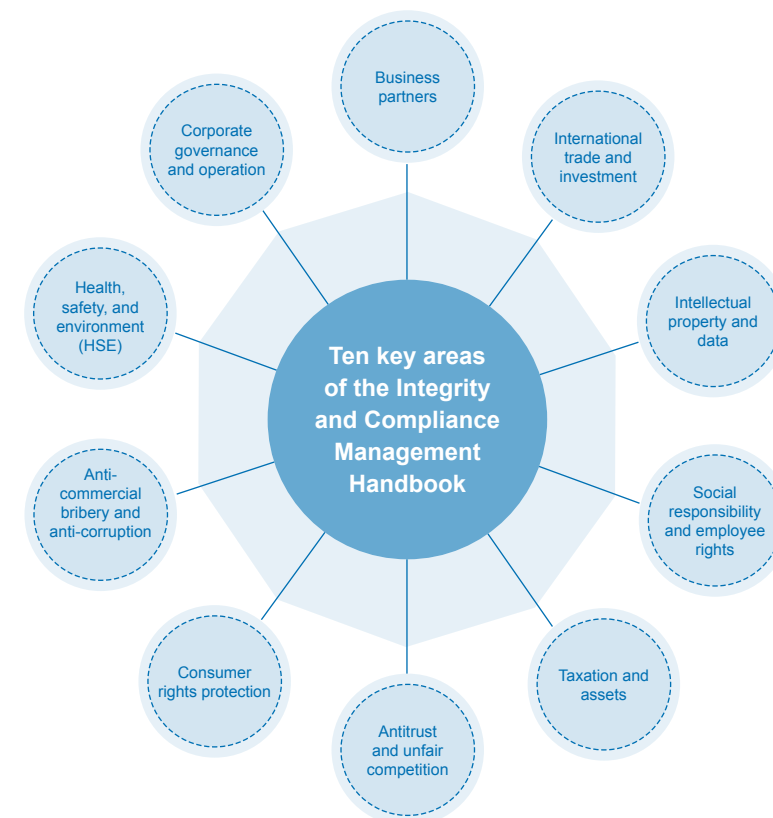 Business
partners
International
trade and
investment
Intellectual
property and
data
Social
responsibility
and employee
rights
Taxation and
assets
Antitrust
and unfair
competition
Consumer
rights protection
Anti-
commercial
bribery and
anti-corruption
Health,
safety, and
environment
(HSE)
Corporate
governance
and operation
Ten key areas
of the Integrity
and Compliance
Management
Handbook